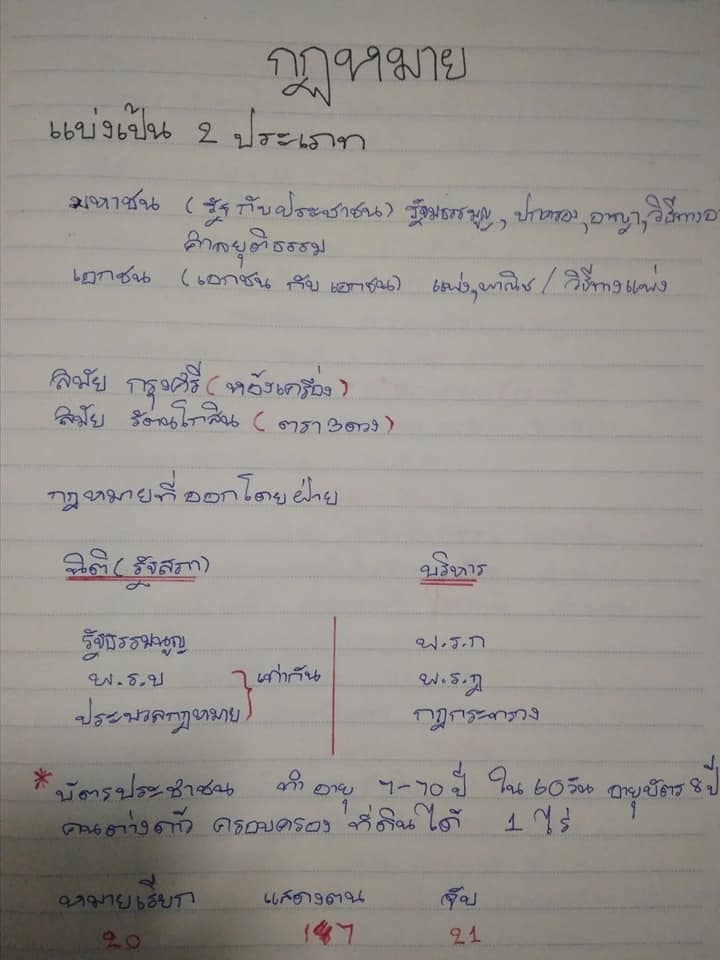 กฎหมาย
แบ่งเป็น 2 ประเภท
มหาชน (รัฐ กับ ประชาชน) รัฐธรรมนูญ, ปกครอง, อาญา, วิธีทางอ
ศาลยุติธรรม
เอกชน (เอกชน กับ เอกชน) แพ่ง, พาณิช / วิธีทางแพ่ง
สมัย กรุงศรี ( หลังเครื่อง )
สมัย รัตนโกสิน ( ตรา 3 ดวง )
กฎหมายที่ออกโดยฝ่าย
นิติ ( รัฐสภา) บริหาร
รัฐธรรมนูญ พ.ร.ก
พ.ร.บ } เท่ากัน พ.ร.ฎ
ประมวลกฎหมาย กฎกระทรวง
* บัตรประชาชน ทำ อายุ 7-70 ปี ใน 60 วัน อายุบัตร 8 ปี
คนต่างด้าว ครอบครอง ที่ดินได้ 1 ไร่
หมายเรียก แสดงตน จับ
20 17 21